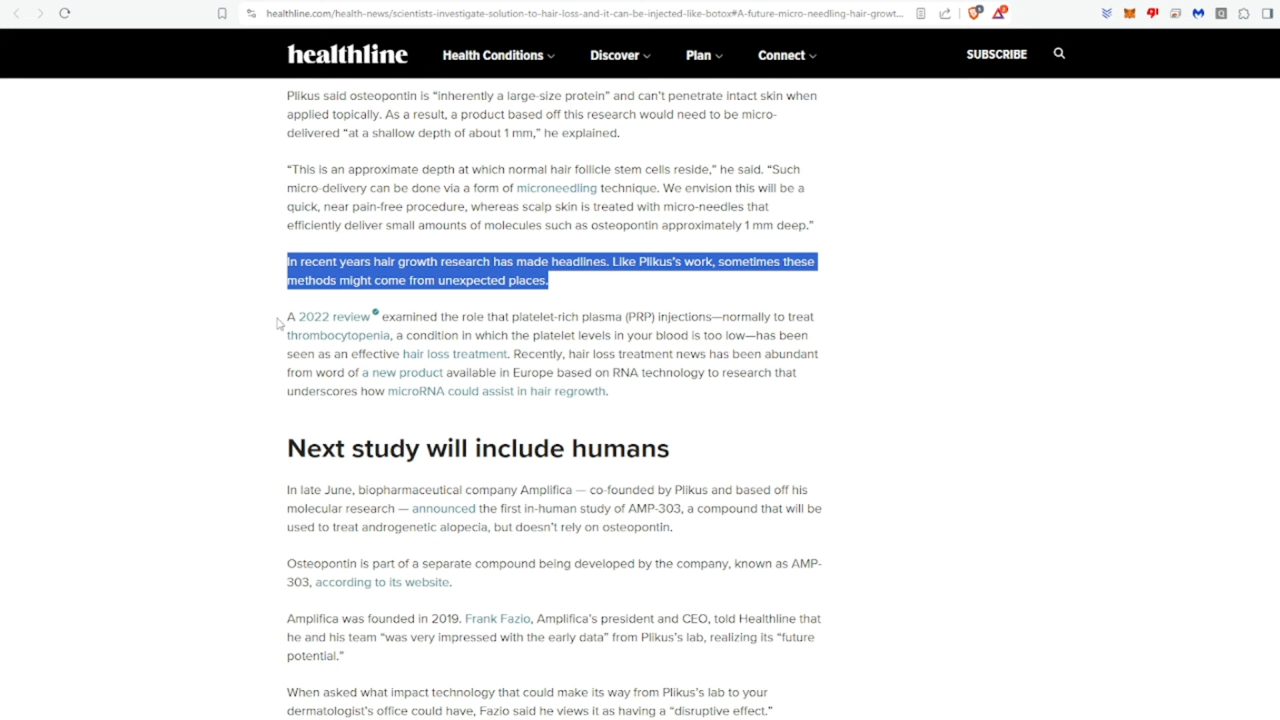 healthline.com/health-news/scientists-investigate-solution-to-hair-loss-and-it-can-be-injected-like-botox#A-future-micro-needling-hair-growt...
healthline Health Conditions Discover Plan Connect SUBSCRIBE
Plikus said osteopontin is “inherently a large-size protein” and can’t penetrate intact skin when
applied topically. As a result, a product based off this research would need to be micro-
delivered “at a shallow depth of about 1 mm,” he explained.
“This is an approximate depth at which normal hair follicle stem cells reside,” he said. “Such
micro-delivery can be done via a form of microneedling technique. We envision this will be a
quick, near pain-free procedure, whereas scalp skin is treated with micro-needles that
efficiently deliver small amounts of molecules such as osteopontin approximately 1 mm deep.”
In recent years hair growth research has made headlines. Like Plikus’s work, sometimes these
methods might come from unexpected places.
A 2022 review examined the role that platelet-rich plasma (PRP) injections—normally to treat
thrombocytopenia, a condition in which the platelet levels in your blood is too low—has been
seen as an effective hair loss treatment. Recently, hair loss treatment news has been abundant
from word of a new product available in Europe based on RNA technology to research that
underscores how microRNA could assist in hair regrowth.
Next study will include humans
In late June, biopharmaceutical company Amplifica — co-founded by Plikus and based off his
molecular research — announced the first in-human study of AMP-303, a compound that will be
used to treat androgenetic alopecia, but doesn’t rely on osteopontin.
Osteopontin is part of a separate compound being developed by the company, known as AMP-
303, according to its website.
Amplifica was founded in 2019. Frank Fazio, Amplifica’s president and CEO, told Healthline that
he and his team “was very impressed with the early data” from Plikus’s lab, realizing its “future
potential.”
When asked what impact technology that could make its way from Plikus’s lab to your
dermatologist’s office could have, Fazio said he views it as having a “disruptive effect.”